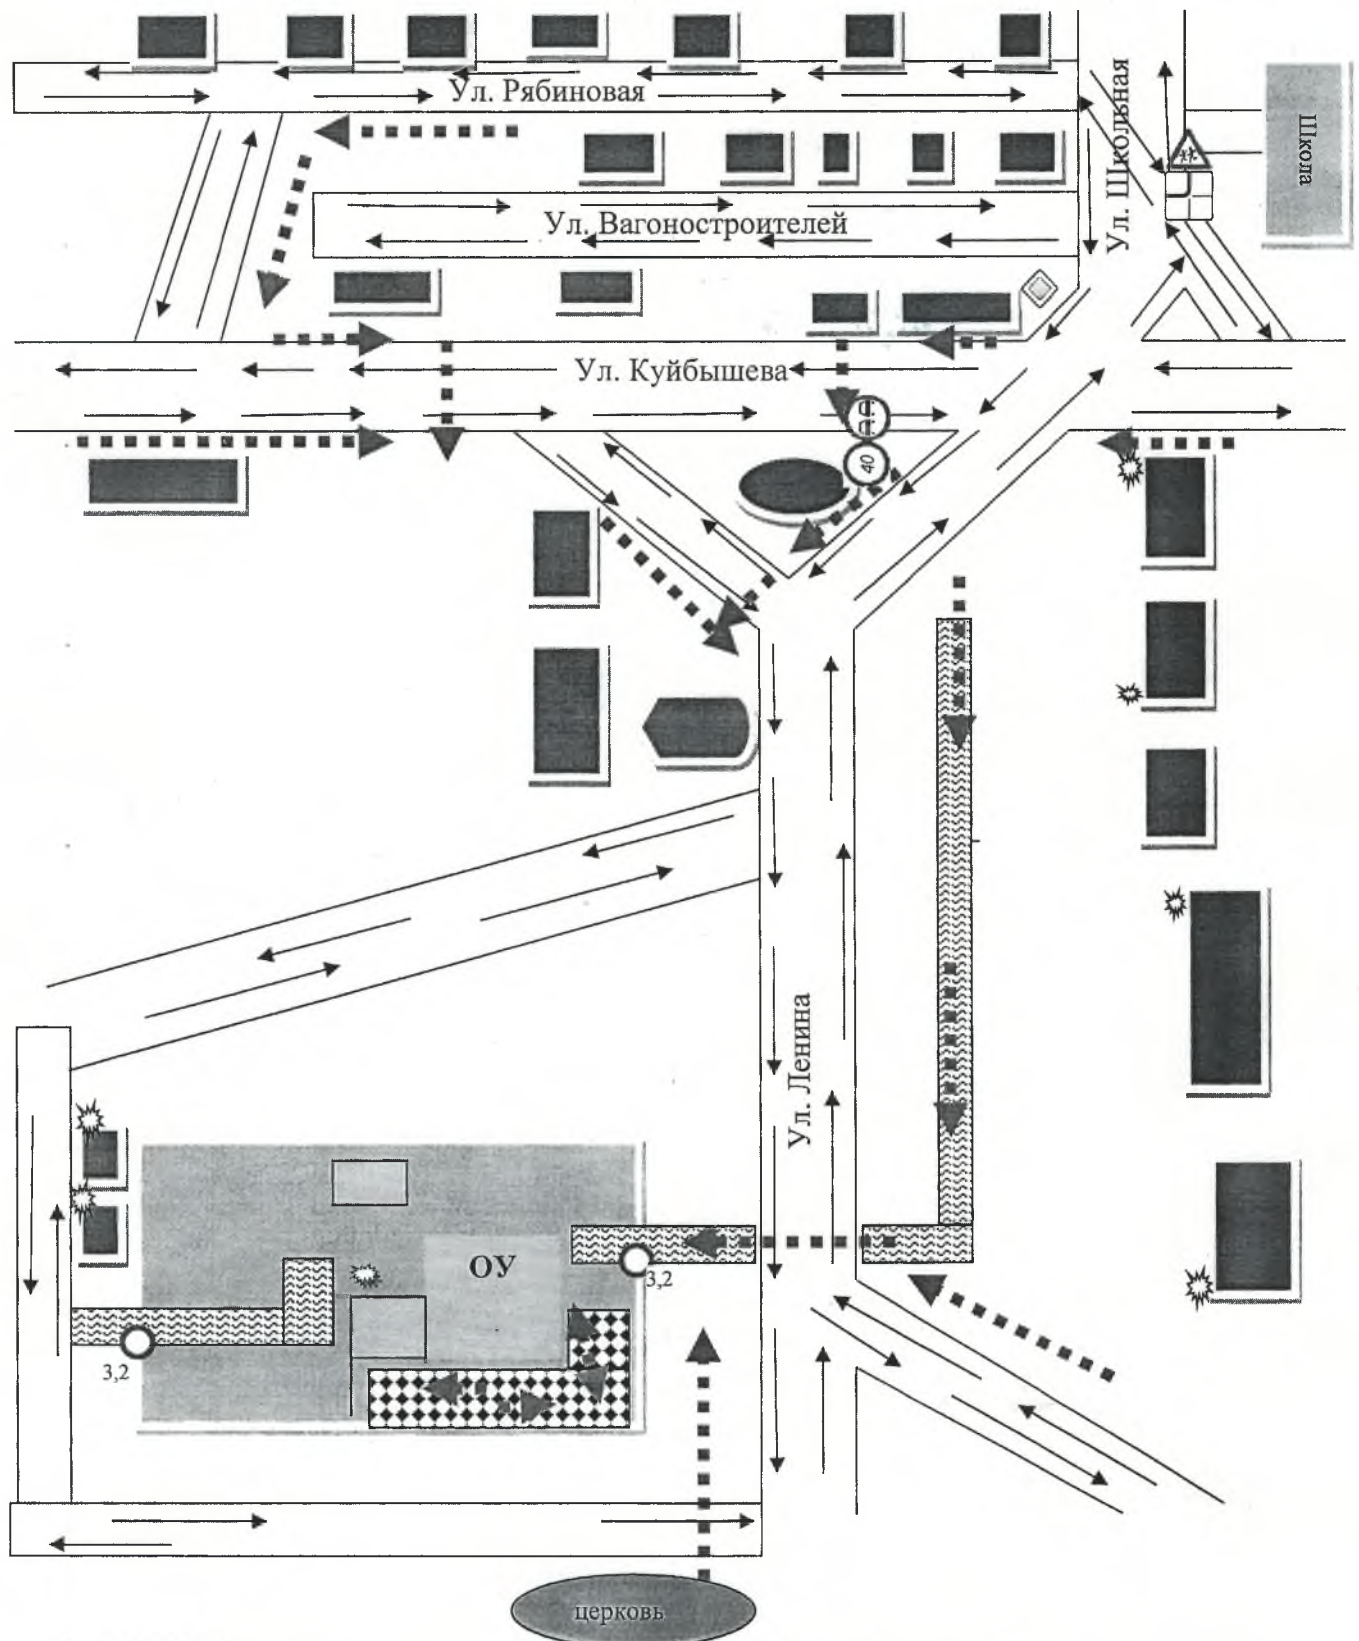 Ул. Рябиновая
Ул. Школьная
Школа
Ул. Вагоностроителей
Ул. Куйбышева
40
Ул. Ленина
ОУ
3,2
3,2
церковь